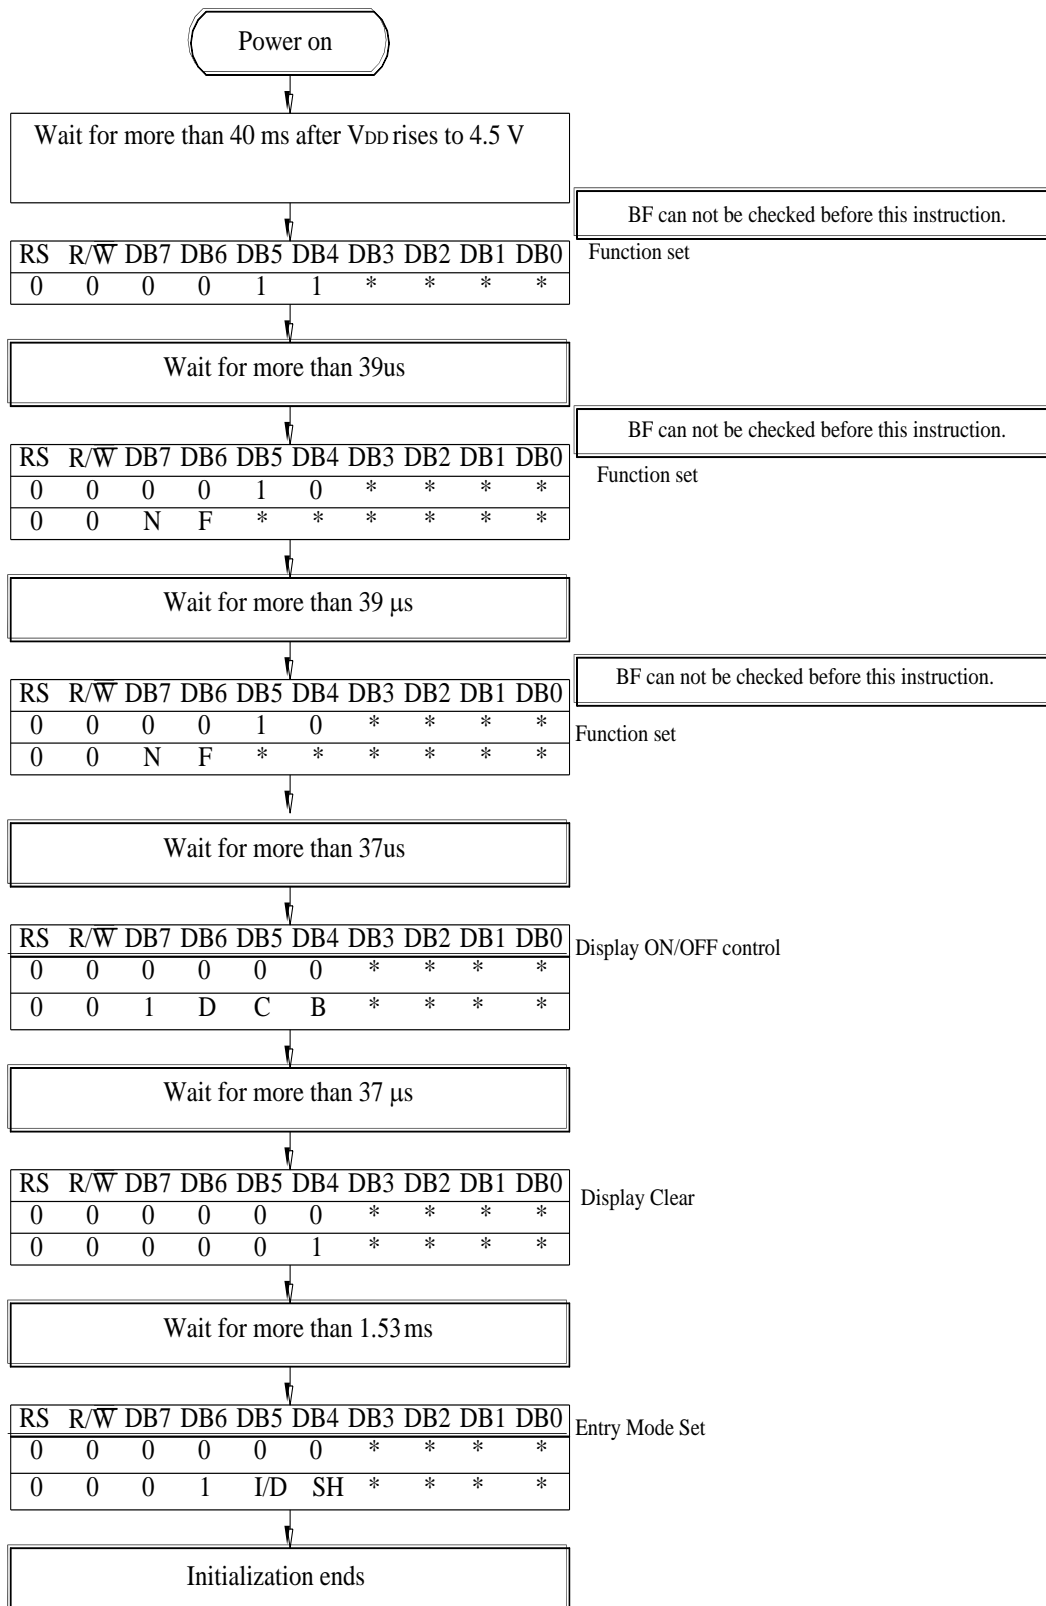 Power on
Wait for more than 40 ms after VDD rises to 4.5 V
BF can not be checked before this instruction.
RS R/W̅ DB7 DB6 DB5 DB4 DB3 DB2 DB1 DB0
Function set
0 0 0 0 1 1 * * * *
Wait for more than 39us
BF can not be checked before this instruction.
RS R/W̅ DB7 DB6 DB5 DB4 DB3 DB2 DB1 DB0
Function set
0 0 0 0 1 0 * * * *
0 0 N F * * * * * *
Wait for more than 39 μs
BF can not be checked before this instruction.
RS R/W̅ DB7 DB6 DB5 DB4 DB3 DB2 DB1 DB0
0 0 0 0 1 0 * * * *
Function set
0 0 N F * * * * * *
Wait for more than 37us
RS R/W̅ DB7 DB6 DB5 DB4 DB3 DB2 DB1 DB0
Display ON/OFF control
0 0 0 0 0 0 * * * *
0 0 1 D C B * * * *
Wait for more than 37 μs
RS R/W̅ DB7 DB6 DB5 DB4 DB3 DB2 DB1 DB0
Display Clear
0 0 0 0 0 0 * * * *
0 0 0 0 0 1 * * * *
Wait for more than 1.53ms
RS R/W̅ DB7 DB6 DB5 DB4 DB3 DB2 DB1 DB0
Entry Mode Set
0 0 0 0 0 0 * * * *
0 0 0 1 I/D SH * * * *
Initialization ends